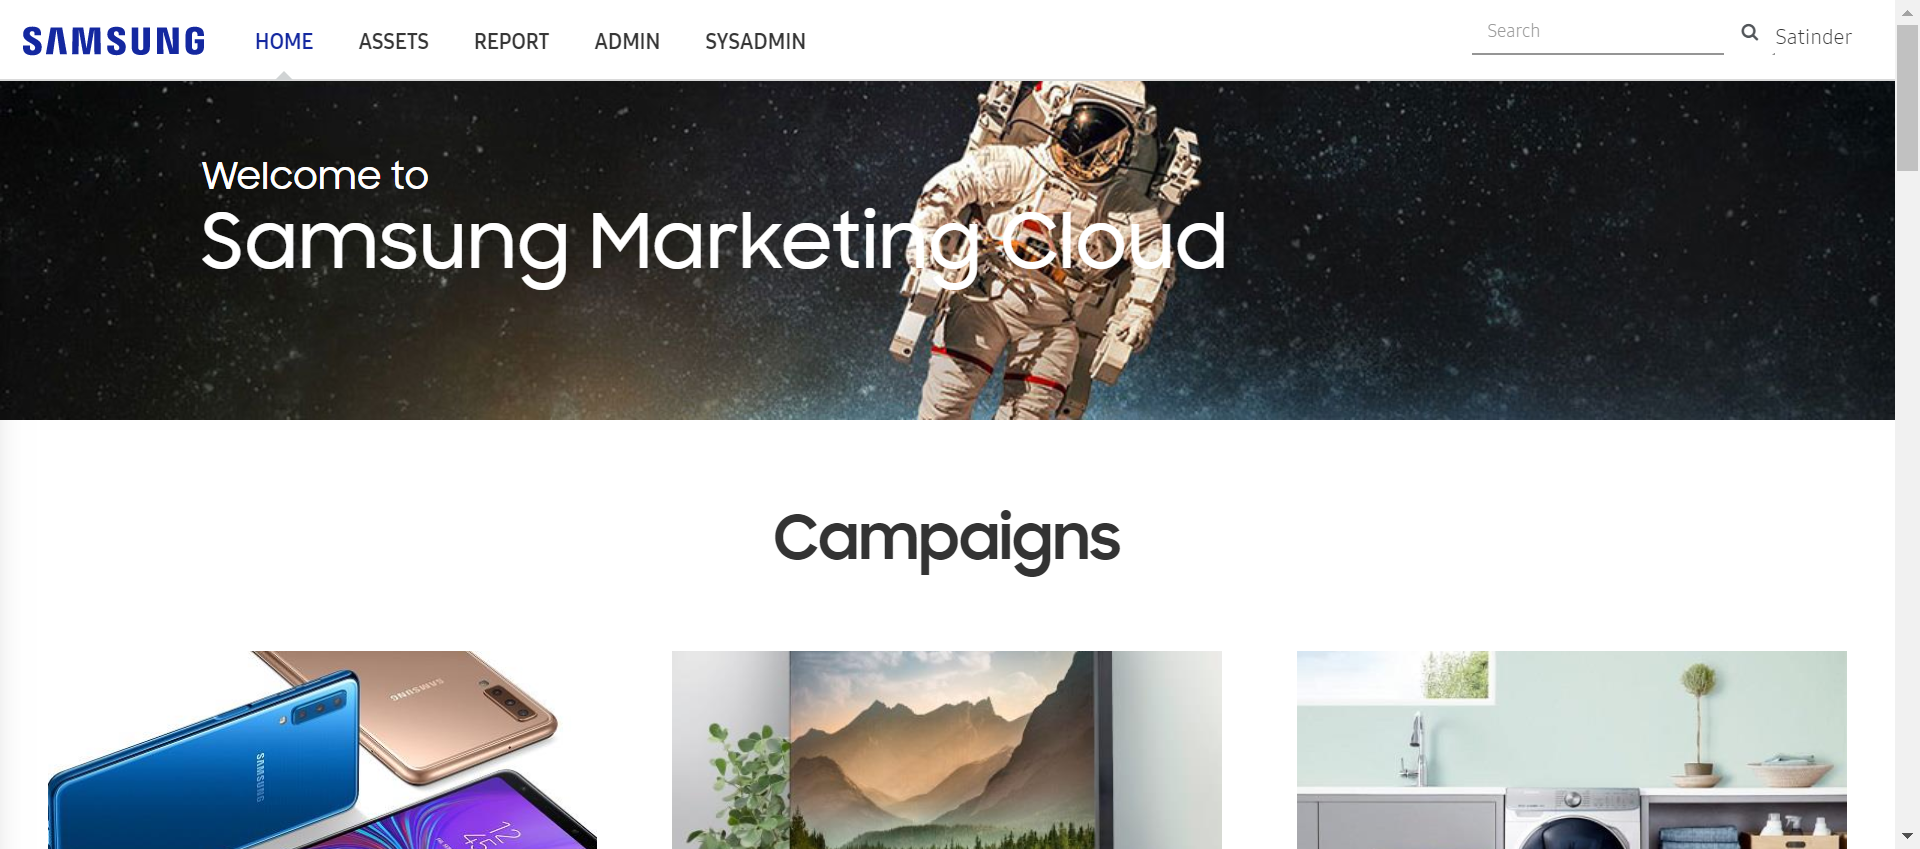 SAMSUNG
HOME ASSETS REPORT ADMIN SYSADMIN
Search
Satinder
Welcome to
Samsung Marketing Cloud
Campaigns
SAMSUNG
SAMSUNG
12
45